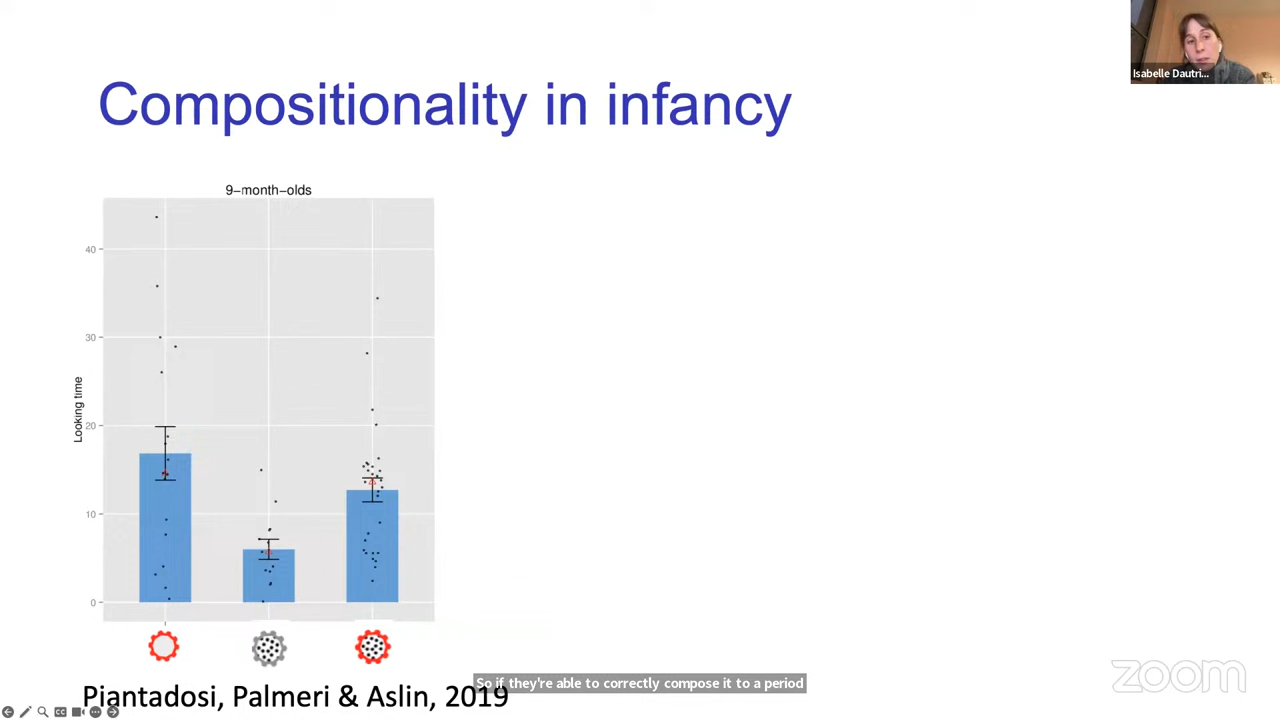 Isabelle Dautri...
Compositionality in infancy
9-month-olds
40
30
20
10
0
Looking time
So if they're able to correctly compose it to a period
Piantadosi, Palmeri & Aslin, 2019
zoom